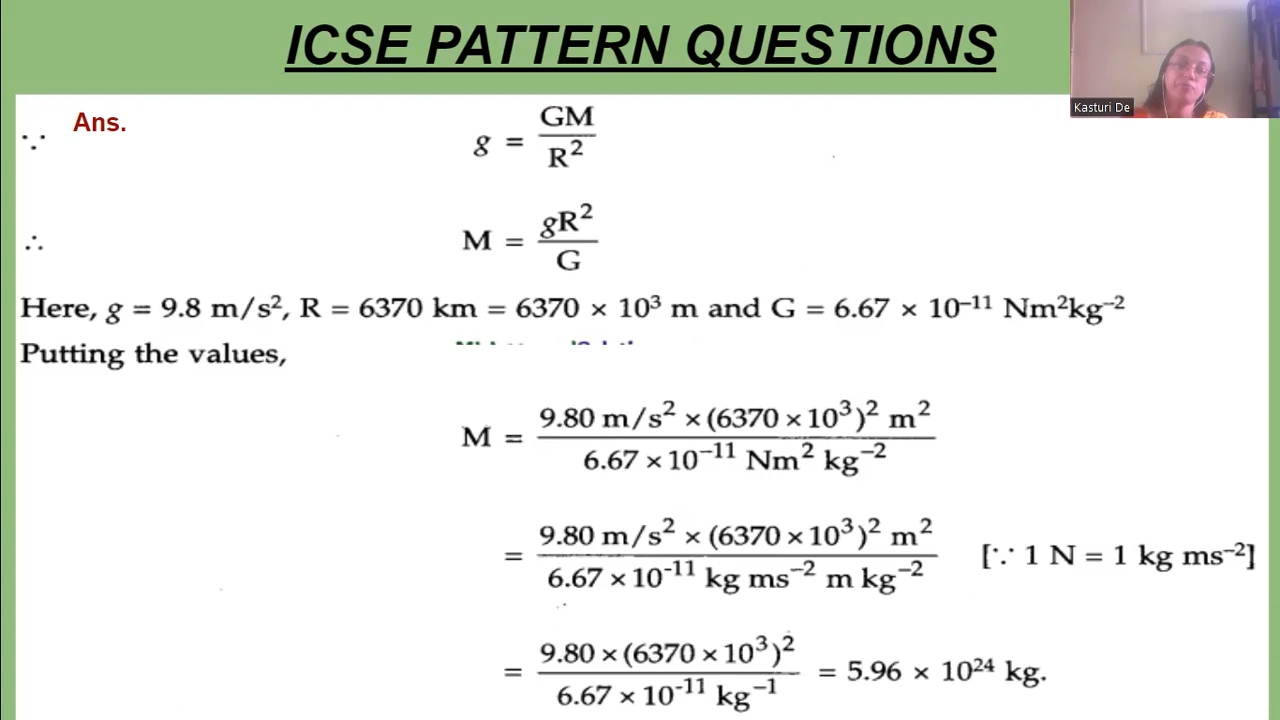 ICSE PATTERN QUESTIONS
Kasturi De
Ans.
∵ g = GM / R²
∴ M = gR² / G
Here, g = 9.8 m/s², R = 6370 km = 6370 × 10³ m and G = 6.67 × 10⁻¹¹ Nm²kg⁻²
Putting the values,
M = 9.80 m/s² × (6370 × 10³)² m² / 6.67 × 10⁻¹¹ Nm² kg⁻²
= 9.80 m/s² × (6370 × 10³)² m² / 6.67 × 10⁻¹¹ kg ms⁻² m kg⁻² [∵ 1 N = 1 kg ms⁻²]
= 9.80 × (6370 × 10³)² / 6.67 × 10⁻¹¹ kg⁻¹ = 5.96 × 10²⁴ kg.